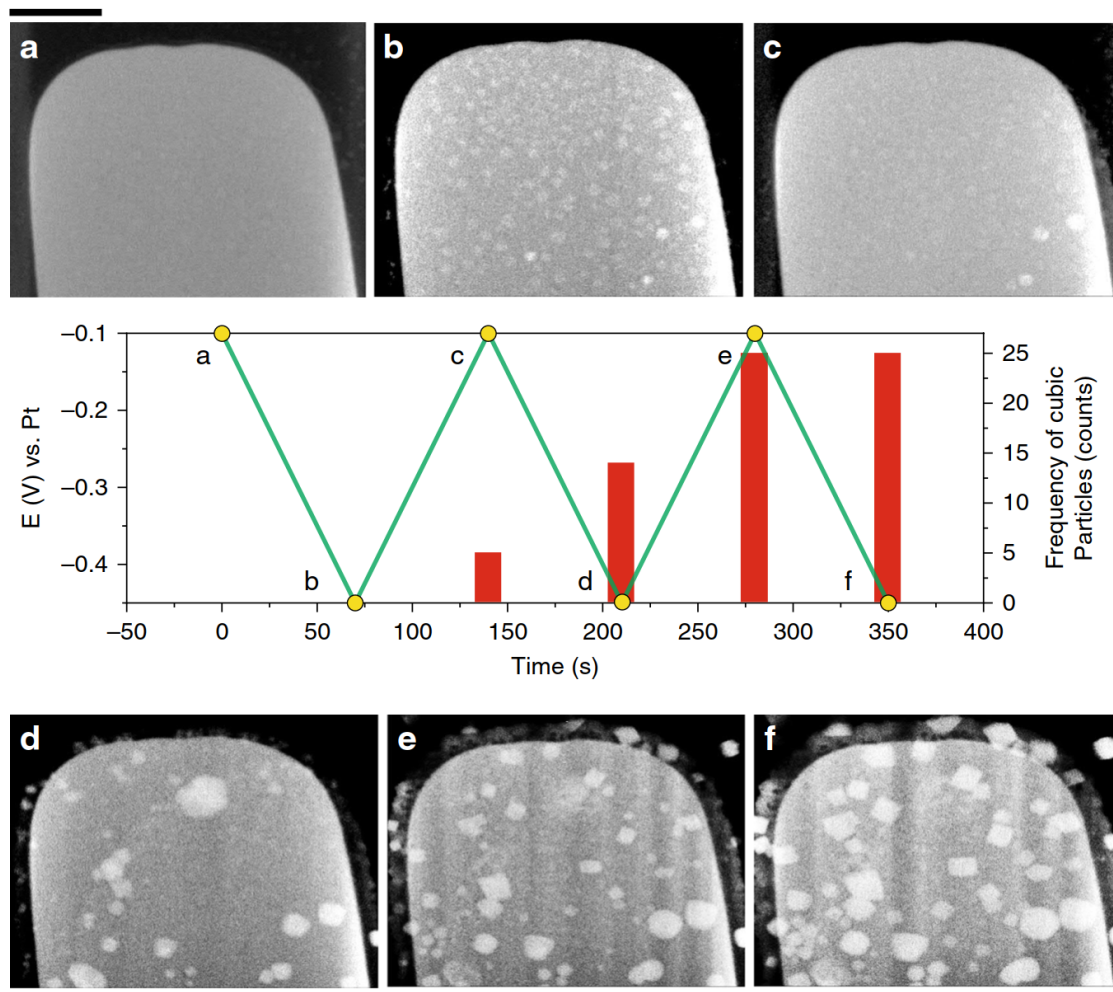 a
b
c
−0.1
−0.2
−0.3
−0.4
E (V) vs. Pt
a
c
e
b
d
f
25
20
15
10
5
0
Frequency of cubic
Particles (counts)
−50
0
50
100
150
200
250
300
350
400
Time (s)
d
e
f